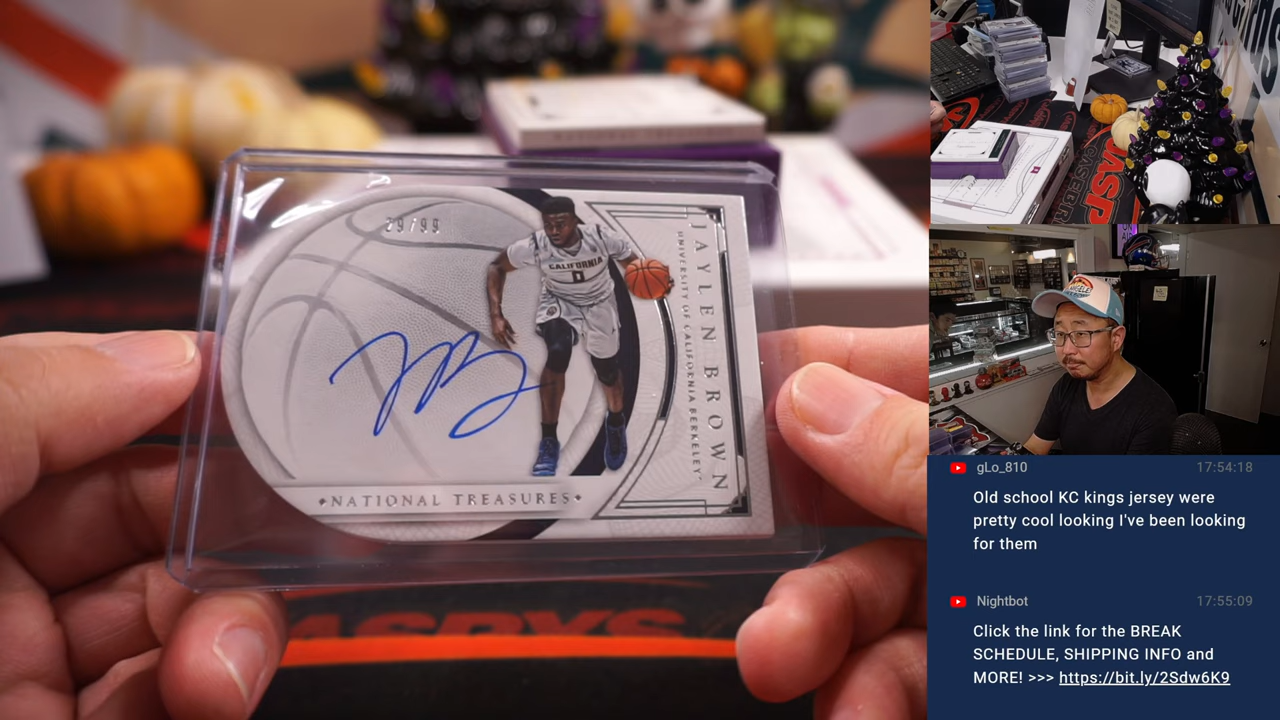 29/99
CALIFORNIA
0
JAYLEN BROWN
UNIVERSITY OF CALIFORNIA BERKELEY
NATIONAL TREASURES
gLo_810 17:54:18
Old school KC kings jersey were
pretty cool looking I've been looking
for them
Nightbot 17:55:09
Click the link for the BREAK
SCHEDULE, SHIPPING INFO and
MORE! >>> https://bit.ly/2Sdw6K9